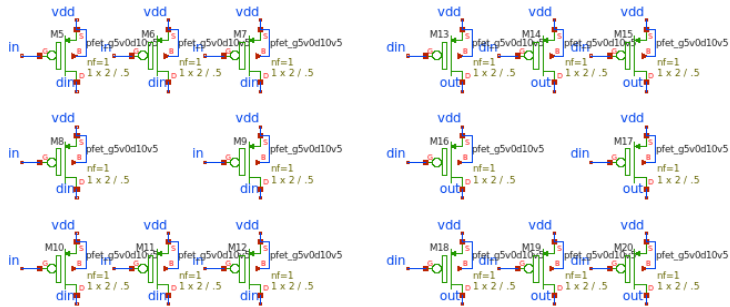 vdd vdd vdd vdd vdd vdd
M5 S pfet_g5v0d10v5 M6 S pfet_g5v0d10v5 M7 S pfet_g5v0d10v5 M13 S pfet_g5v0d10v5 M14 S pfet_g5v0d10v5 M15 S pfet_g5v0d10v5
in G B in G B in G B din G B din G B din G B
nf=1 nf=1 nf=1 nf=1 nf=1 nf=1
1 x 2 / .5 1 x 2 / .5 1 x 2 / .5 1 x 2 / .5 1 x 2 / .5 1 x 2 / .5
din D din D din D out D out D out D
vdd vdd vdd vdd
M8 S pfet_g5v0d10v5 M9 S pfet_g5v0d10v5 M16 S pfet_g5v0d10v5 M17 S pfet_g5v0d10v5
in G B in G B din G B din G B
nf=1 nf=1 nf=1 nf=1
1 x 2 / .5 1 x 2 / .5 1 x 2 / .5 1 x 2 / .5
din D din D out D out D
vdd vdd vdd vdd vdd vdd
M10 S pfet_g5v0d10v5 M11 S pfet_g5v0d10v5 M12 S pfet_g5v0d10v5 M18 S pfet_g5v0d10v5 M19 S pfet_g5v0d10v5 M20 S pfet_g5v0d10v5
in G B in G B in G B din G B din G B din G B
nf=1 nf=1 nf=1 nf=1 nf=1 nf=1
1 x 2 / .5 1 x 2 / .5 1 x 2 / .5 1 x 2 / .5 1 x 2 / .5 1 x 2 / .5
din D din D din D out D out D out D